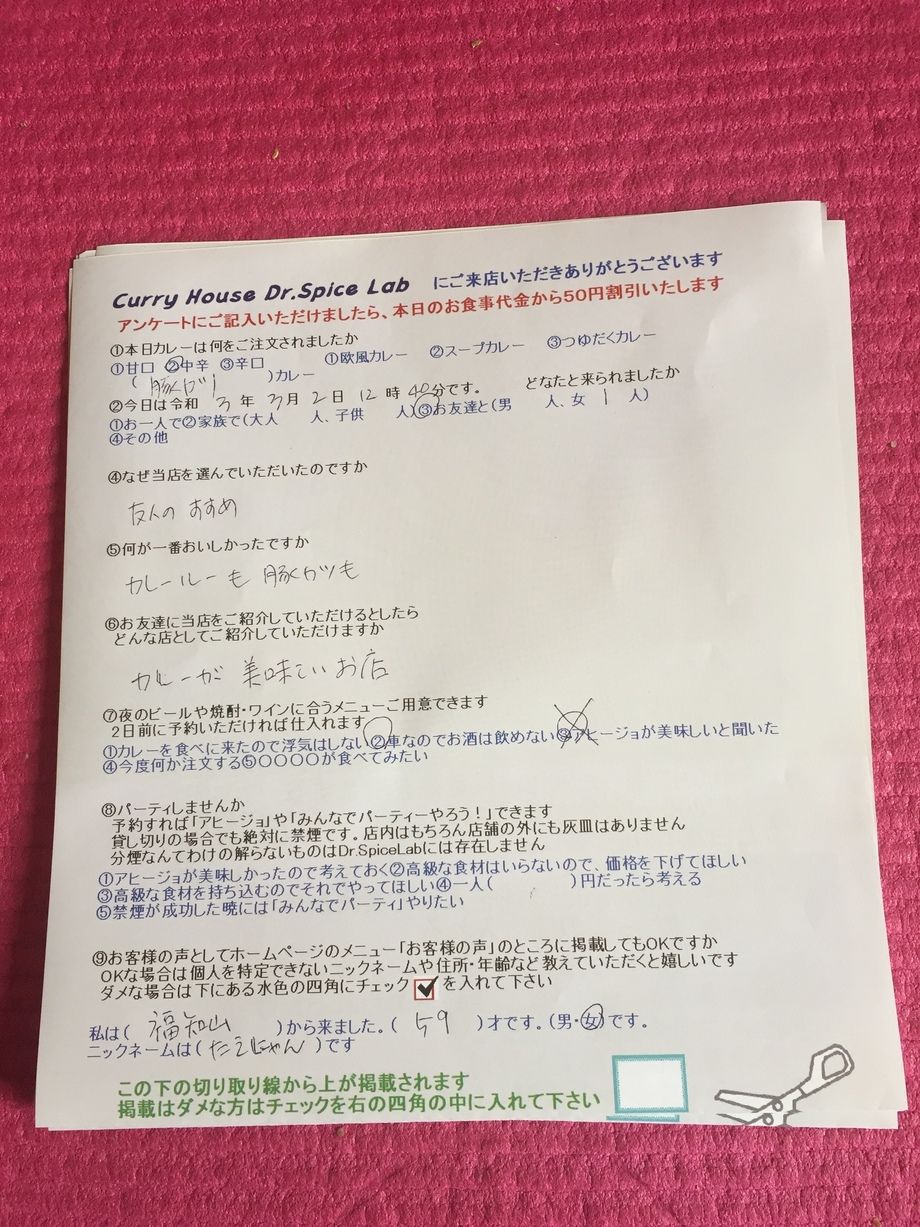 Curry House Dr.Spice Lab にご来店いただきありがとうございます
アンケートにご記入いただけましたら、本日のお食事代金から50円割引いたします
①本日カレーは何をご注文されましたか
①甘口 ②中辛 ③辛口 ①欧風カレー ②スープカレー ③つゆだくカレー
( 豚ロツ )カレー
②今日は令和 3 年 3月 2 日 12 時 40分です。 どなたと来られましたか
①お一人で②家族で(大人 人、子供 人)③お友達と(男 人、女 1 人)
④その他
④なぜ当店を選んでいただいたのですか
友人の おすすめ
⑤何が一番おいしかったですか
カレールーも 豚カツも
⑥お友達に当店をご紹介していただけるとしたら
どんな店としてご紹介していただけますか
カレーが 美味しいお店
⑦夜のビールや焼酎・ワインに合うメニューご用意できます
2日前に予約いただければ仕入れます
①カレーを食べに来たので浮気はしない②車なのでお酒は飲めない③アヒージョが美味しいと聞いた
④今度何か注文する⑤〇〇〇〇が食べてみたい
⑧パーティしませんか
予約すれば「アヒージョ」や「みんなでパーティーやろう!」できます
貸し切りの場合でも絶対に禁煙です。店内はもちろん店舗の外にも灰皿はありません
分煙なんてわけの解らないものはDr.SpiceLabには存在しません
①アヒージョが美味しかったので考えておく②高級な食材はいらないので、価格を下げてほしい
③高級な食材を持ち込むのでそれでやってほしい④一人( )円だったら考える
⑤禁煙が成功した暁には「みんなでパーティ」やりたい
⑨お客様の声としてホームページのメニュー「お客様の声」のところに掲載してもOKですか
OKな場合は個人を特定できないニックネームや住所・年齢など教えていただくと嬉しいです
ダメな場合は下にある水色の四角にチェック を入れて下さい
私は( 福知山 )から来ました。( 59 )才です。(男・女)です。
ニックネームは(たえにゃん)です
この下の切り取り線から上が掲載されます
掲載はダメな方はチェックを右の四角の中に入れて下さい